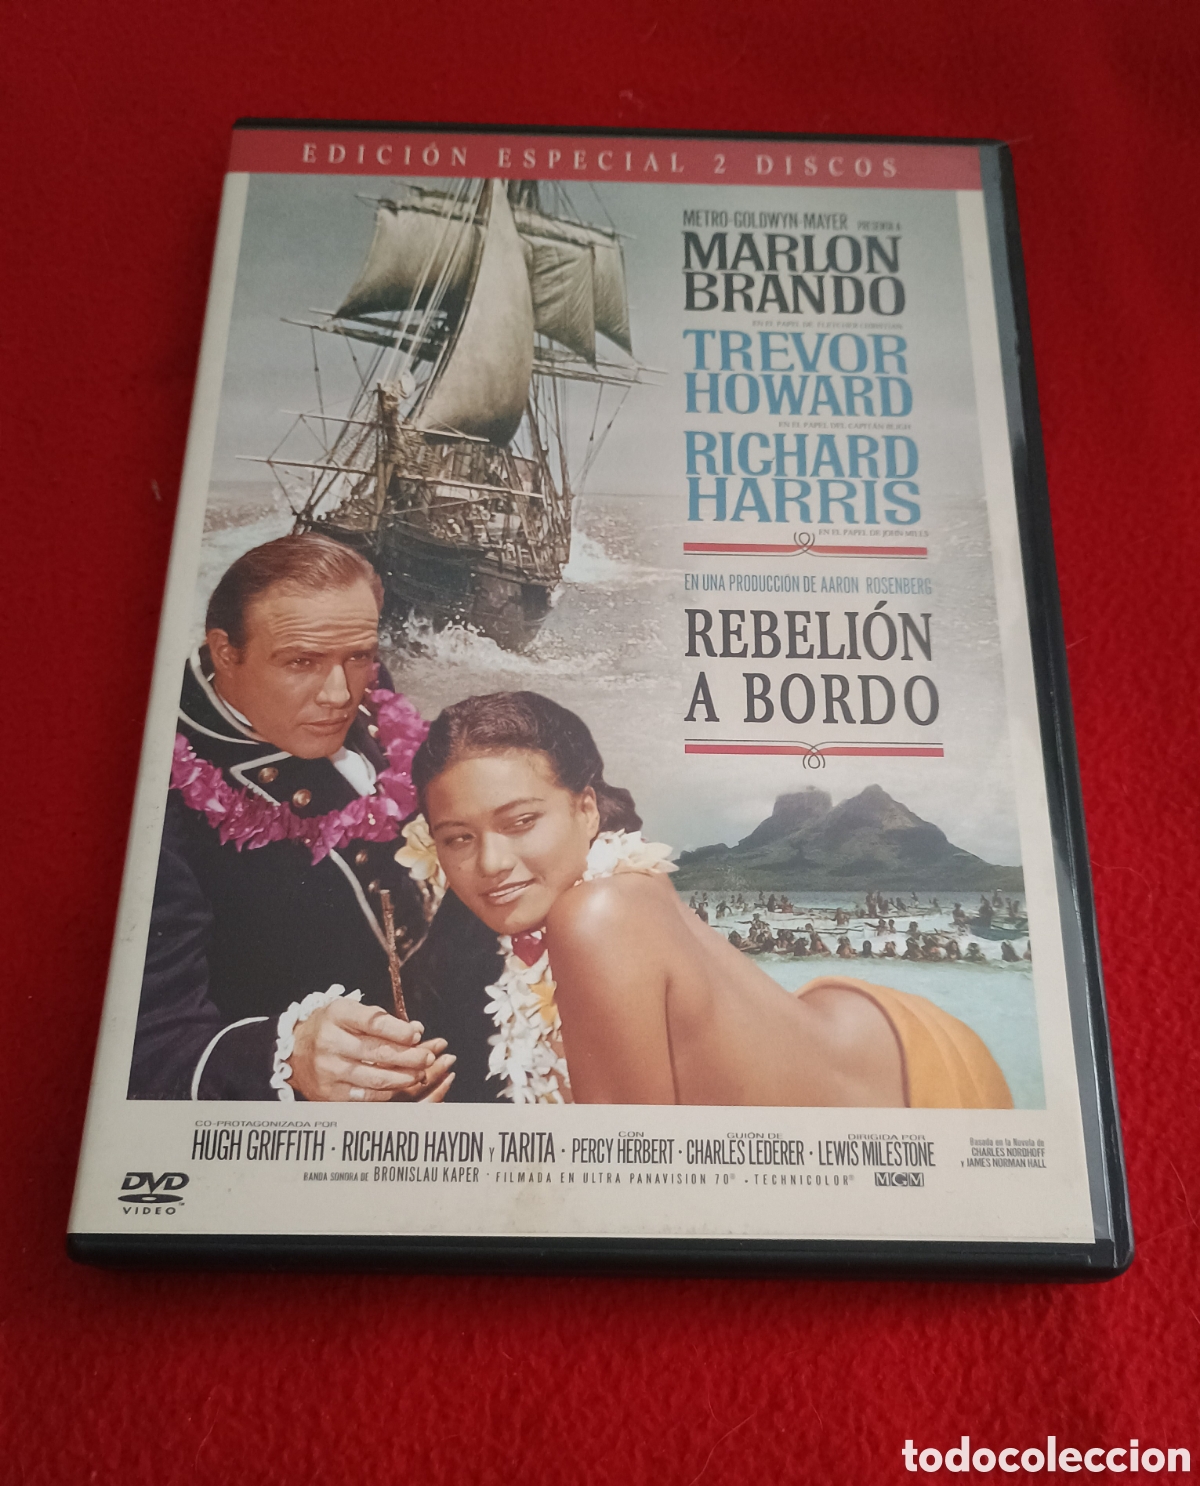 EDICIÓN ESPECIAL 2 DISCOS
METRO-GOLDWYN-MAYER PRESENTA A
MARLON
BRANDO
EN EL PAPEL DE FLETCHER CHRISTIAN
TREVOR
HOWARD
EN EL PAPEL DEL CAPITÁN BLIGH
RICHARD
HARRIS
EN EL PAPEL DE JOHN MILLS
EN UNA PRODUCCIÓN DE AARON ROSENBERG
REBELIÓN
A BORDO
CO-PROTAGONIZADA POR
HUGH GRIFFITH · RICHARD HAYDN Y TARITA · CON PERCY HERBERT · GUIÓN DE CHARLES LEDERER · DIRIGIDA POR LEWIS MILESTONE
Basada en la Novela de
CHARLES NORDHOFF
y JAMES NORMAN HALL
BANDA SONORA DE BRONISLAU KAPER · FILMADA EN ULTRA PANAVISION 70® · TECHNICOLOR® MGM
DVD
VIDEO™
todocoleccion